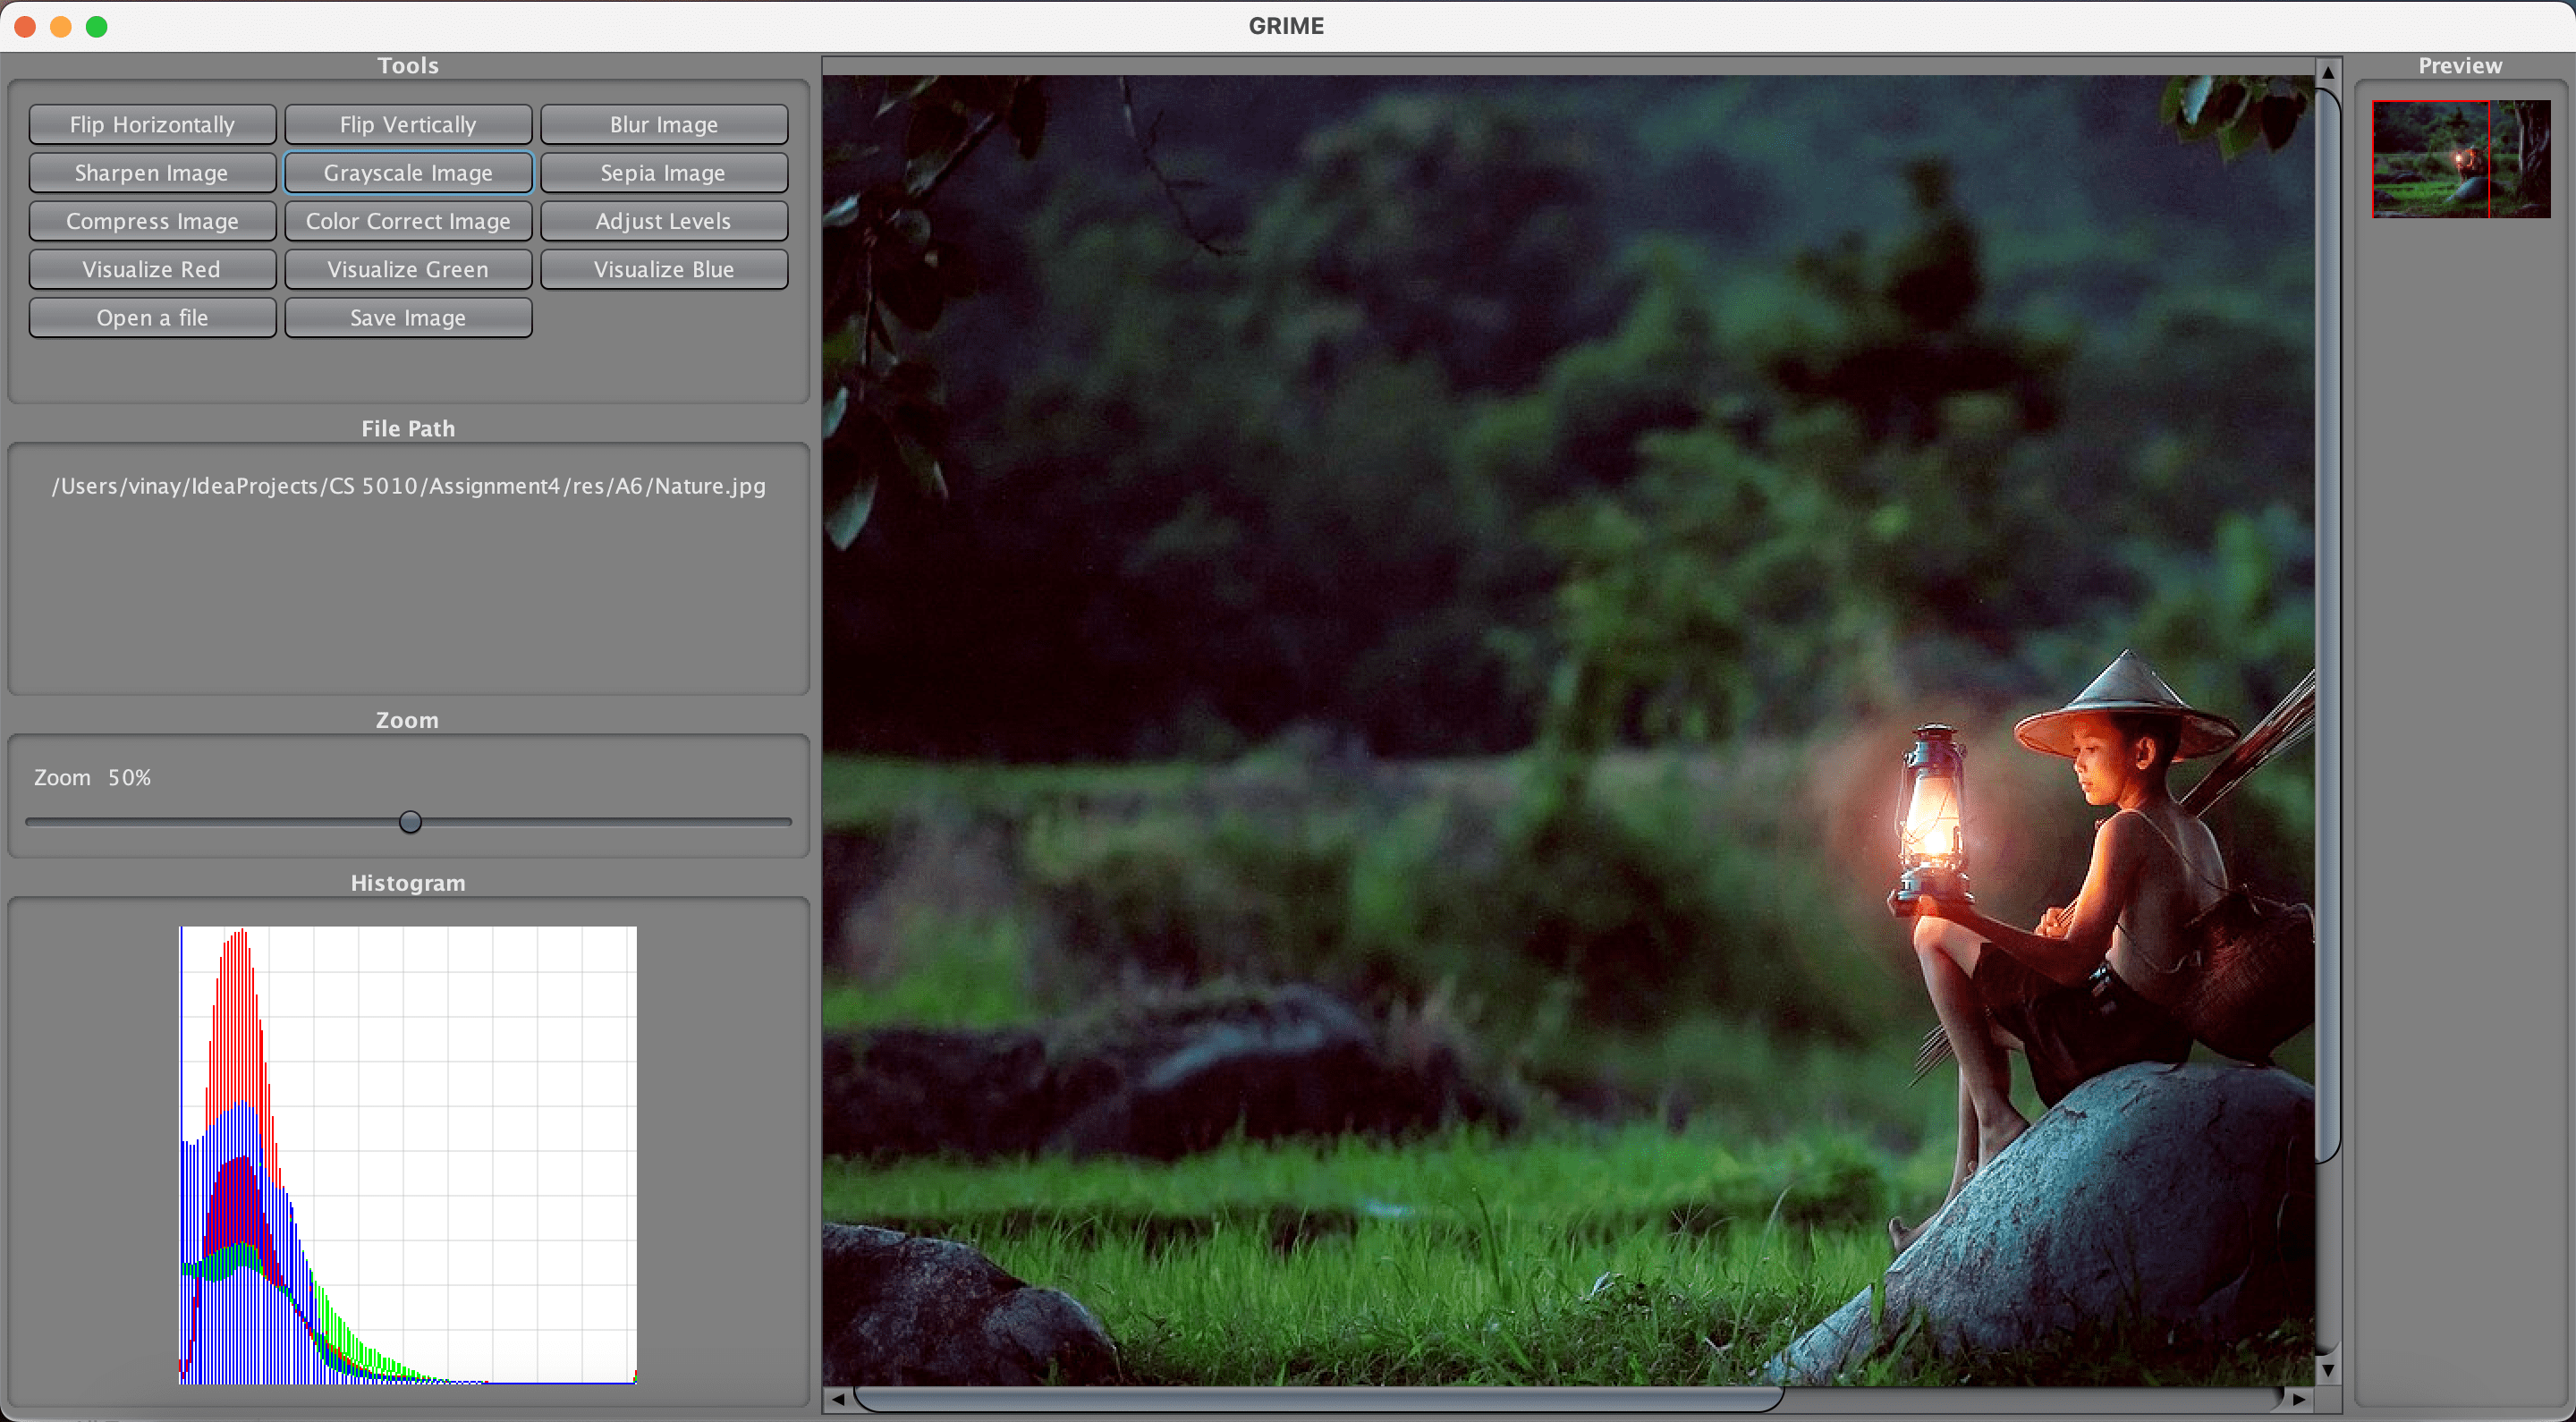 GRIME
Tools
Flip Horizontally
Flip Vertically
Blur Image
Sharpen Image
Grayscale Image
Sepia Image
Compress Image
Color Correct Image
Adjust Levels
Visualize Red
Visualize Green
Visualize Blue
Open a file
Save Image
File Path
/Users/vinay/IdeaProjects/CS 5010/Assignment4/res/A6/Nature.jpg
Zoom
Zoom 50%
Histogram
Preview